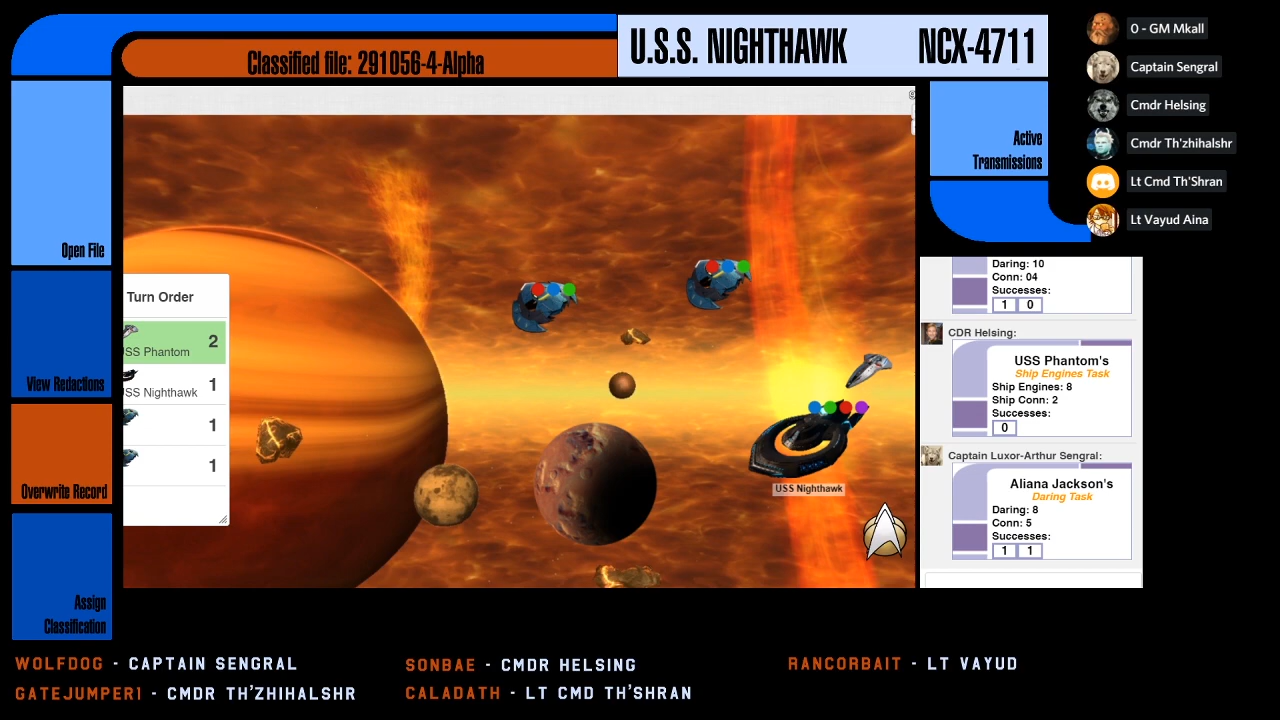 Classified file: 291056-4-Alpha
U.S.S. NIGHTHAWK NCX-4711
0 - GM Mkall
Captain Sengral
Cmdr Helsing
Cmdr Th'zhihalshr
Lt Cmd Th'Shran
Lt Vayud Aina
Open File
View Redactions
Overwrite Record
Assign
Classification
Active
Transmissions
Turn Order
SS Phantom 2
SS Nighthawk 1
1
1
USS Nighthawk
Daring: 10
Conn: 04
Successes:
1 0
CDR Helsing:
USS Phantom's
Ship Engines Task
Ship Engines: 8
Ship Conn: 2
Successes:
0
Captain Luxor-Arthur Sengral:
Aliana Jackson's
Daring Task
Daring: 8
Conn: 5
Successes:
1 1
WOLFDOG - CAPTAIN SENGRAL
SONBAE - CMDR HELSING
RANCORBAIT - LT VAYUD
GATEJUMPER1 - CMDR TH'ZHIHALSHR
CALADATH - LT CMD TH'SHRAN